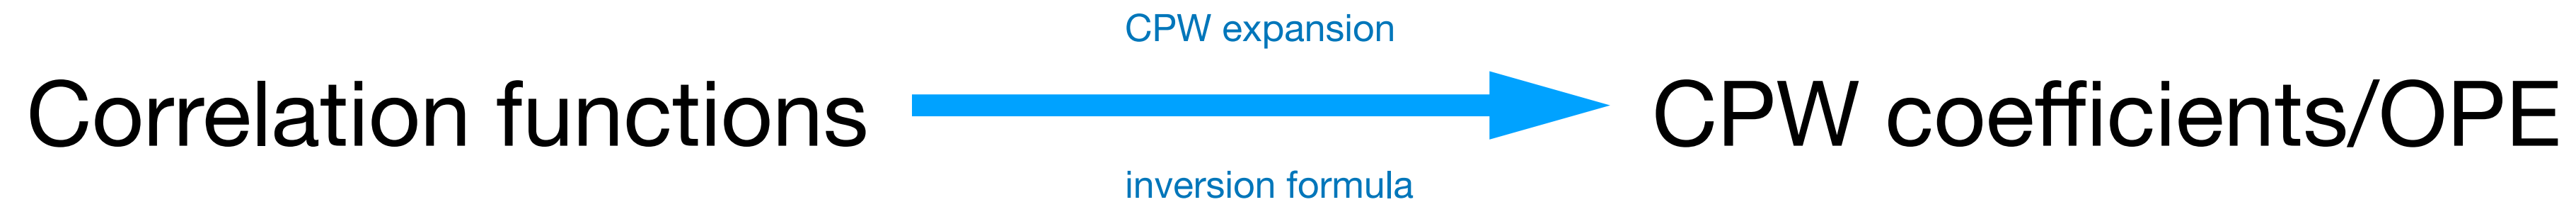 CPW expansion
Correlation functions CPW coefficients/OPE
inversion formula